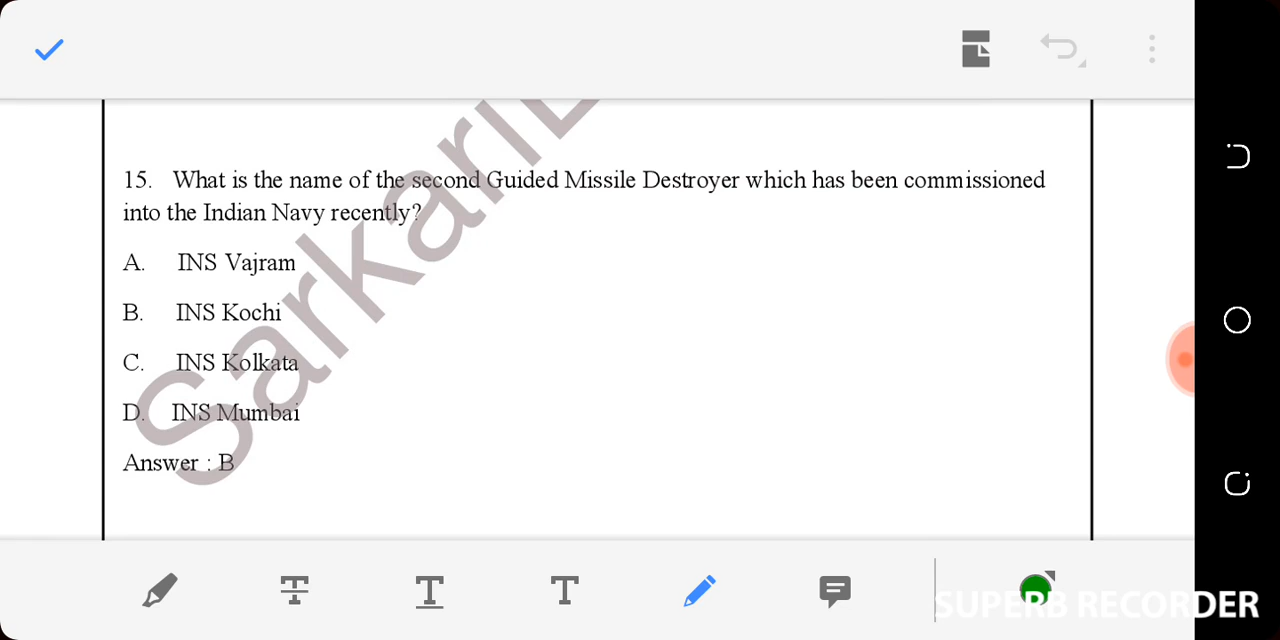 15. What is the name of the second Guided Missile Destroyer which has been commissioned
into the Indian Navy recently?
A. INS Vajram
B. INS Kochi
C. INS Kolkata
D. INS Mumbai
Answer : B
Sarkari
T T T
SUPERB RECORDER